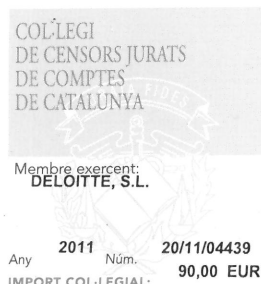 COL·LEGI
DE CENSORS JURATS
DE COMPTES
DE CATALUNYA
FIDES
Membre exercent:
DELOITTE, S.L.
Any 2011 Núm. 20/11/04439
90,00 EUR
IMPORT COL·LEGIAL: